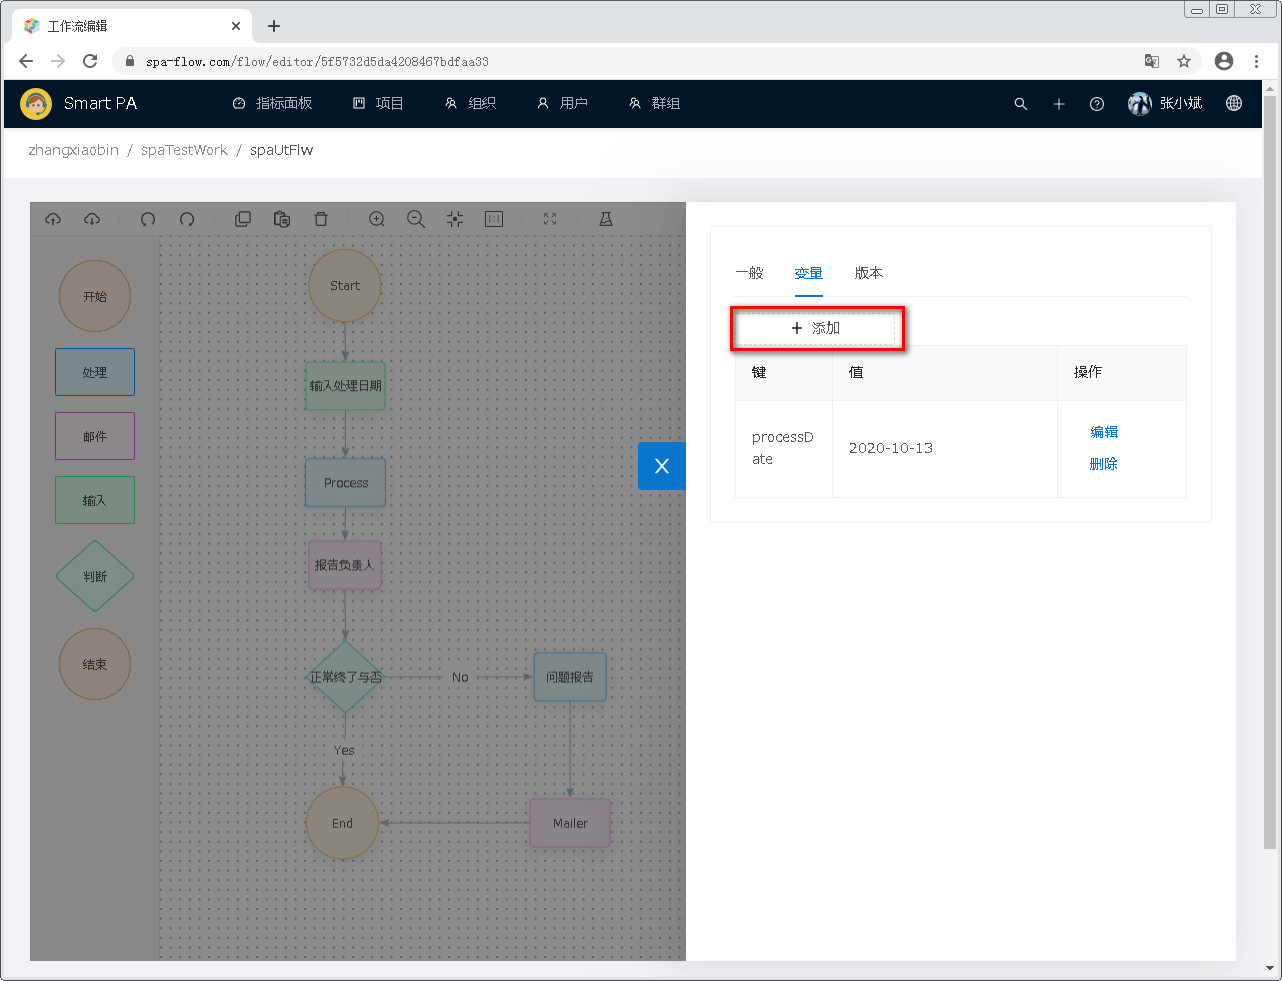 工作流编辑
spa-flow.com/flow/editor/5f5732d5da4208467bdfaa33
Smart PA
指标面板
项目
组织
用户
群组
张小斌
zhangxiaobin / spaTestWork / spaUtFlw
开始
处理
邮件
输入
判断
结束
Start
输入处理日期
Process
报告负责人
正常终了与否
No
问题报告
Yes
End
Mailer
一般
变量
版本
添加
键
值
操作
processD
ate
2020-10-13
编辑
删除